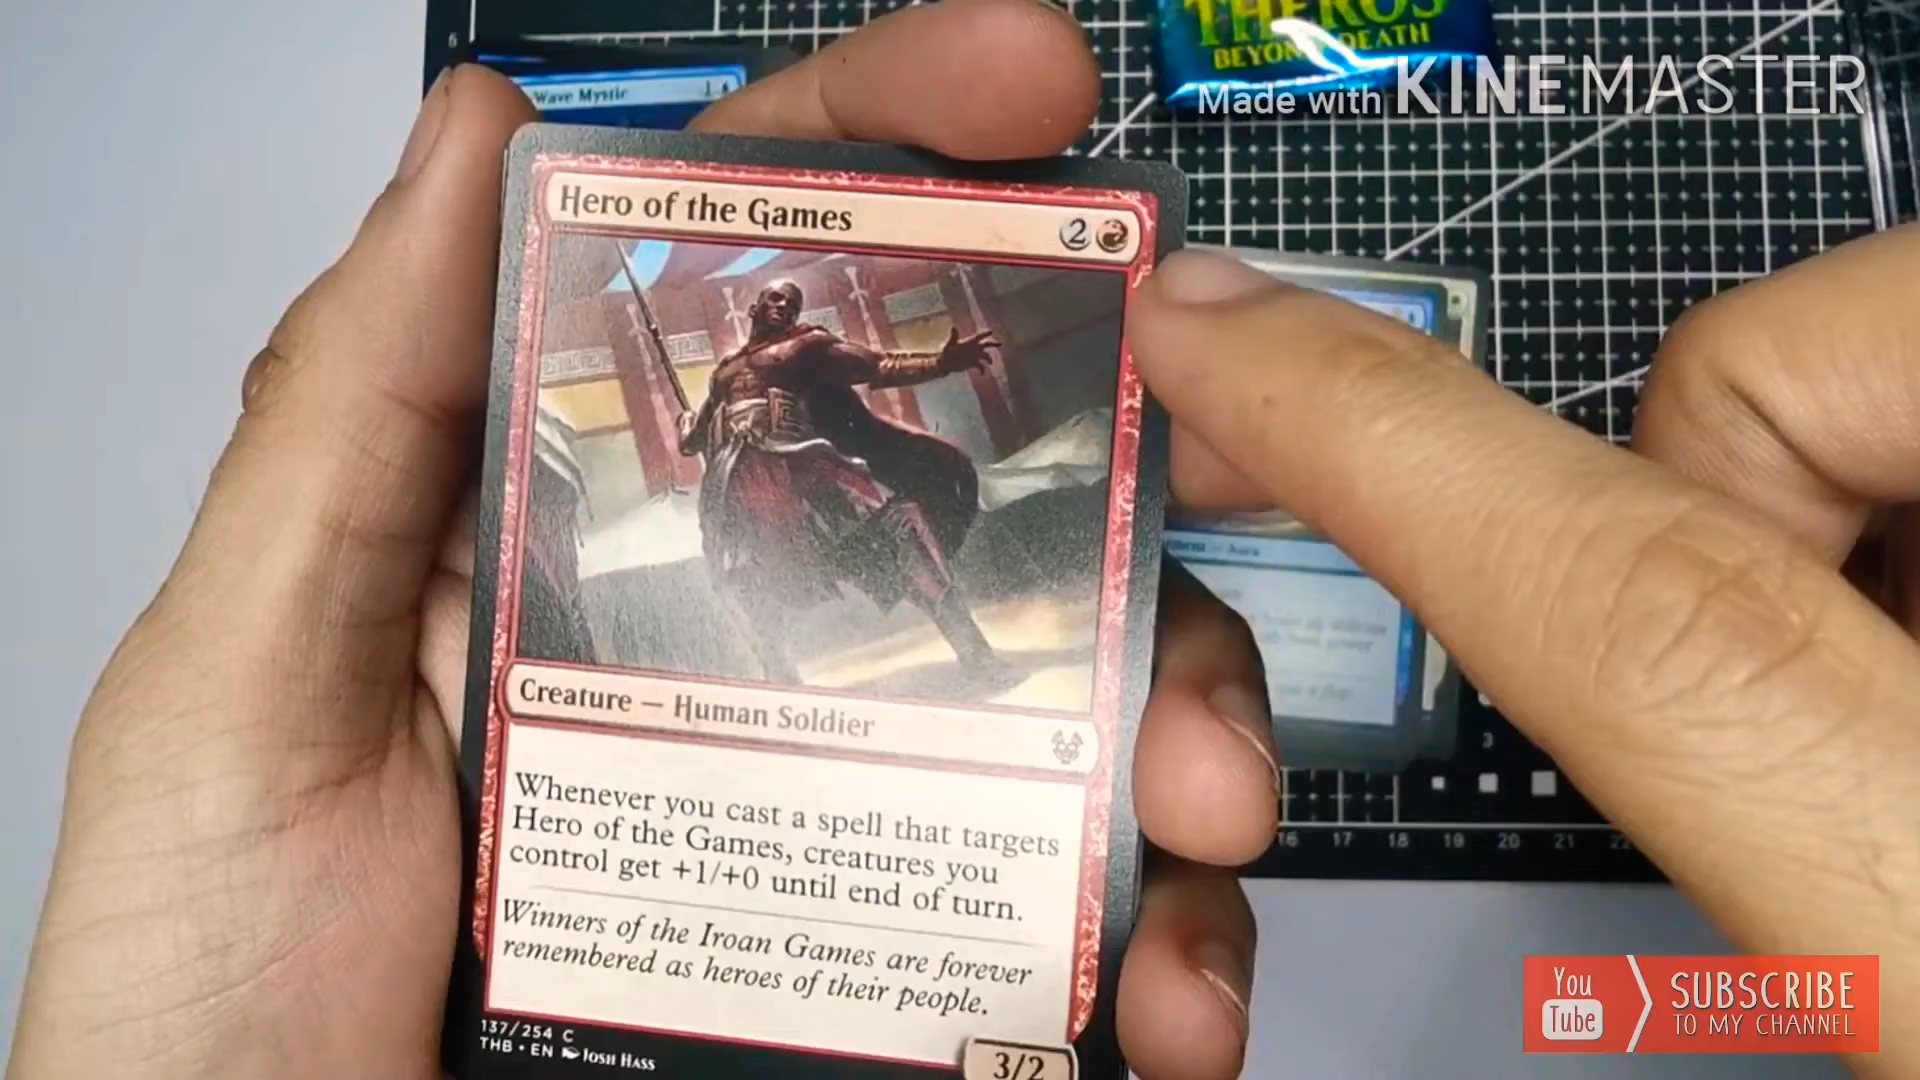 THEROS
BEYOND DEATH
Made with KINEMASTER
Wave Mystic
Hero of the Games
2
Creature — Human Soldier
Whenever you cast a spell that targets
Hero of the Games, creatures you
control get +1/+0 until end of turn.
Winners of the Iroan Games are forever
remembered as heroes of their people.
137/254 C
THB • EN Josh Hass
3/2
6
3
16 17 18 19 20 21
You
Tube
SUBSCRIBE
TO MY CHANNEL